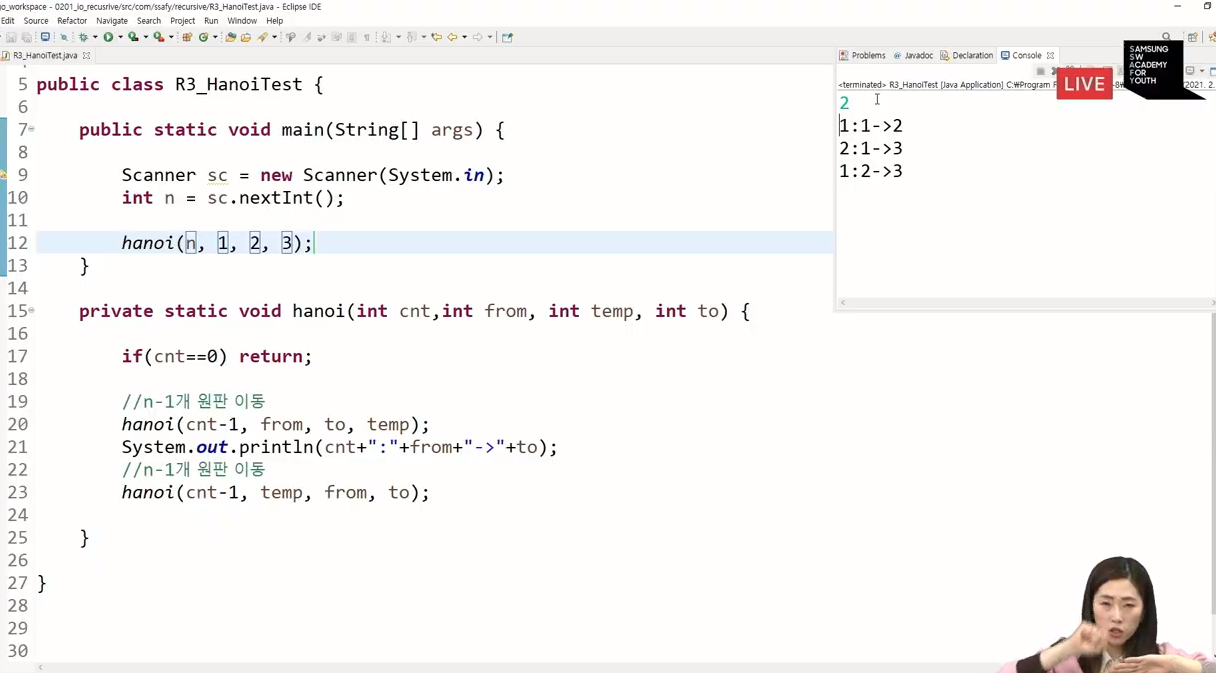 go_workspace - 0201_io_recusrive/src/com/ssafy/recursive/R3_HanoiTest.java - Eclipse IDE
Edit Source Refactor Navigate Search Project Run Window Help
R3_HanoiTest.java
Problems @ Javadoc Declaration Console
SAMSUNG
SW
ACADEMY
FOR
YOUTH
LIVE
<terminated> R3_HanoiTest [Java Application] C:₩Program F
2021. 2.
2
1:1->2
2:1->3
1:2->3
5 public class R3_HanoiTest {
6
7 public static void main(String[] args) {
8
9 Scanner sc = new Scanner(System.in);
10 int n = sc.nextInt();
11
12 hanoi(n, 1, 2, 3);
13 }
14
15 private static void hanoi(int cnt,int from, int temp, int to) {
16
17 if(cnt==0) return;
18
19 //n-1개 원판 이동
20 hanoi(cnt-1, from, to, temp);
21 System.out.println(cnt+":"+from+"->"+to);
22 //n-1개 원판 이동
23 hanoi(cnt-1, temp, from, to);
24
25 }
26
27 }
28
29
30